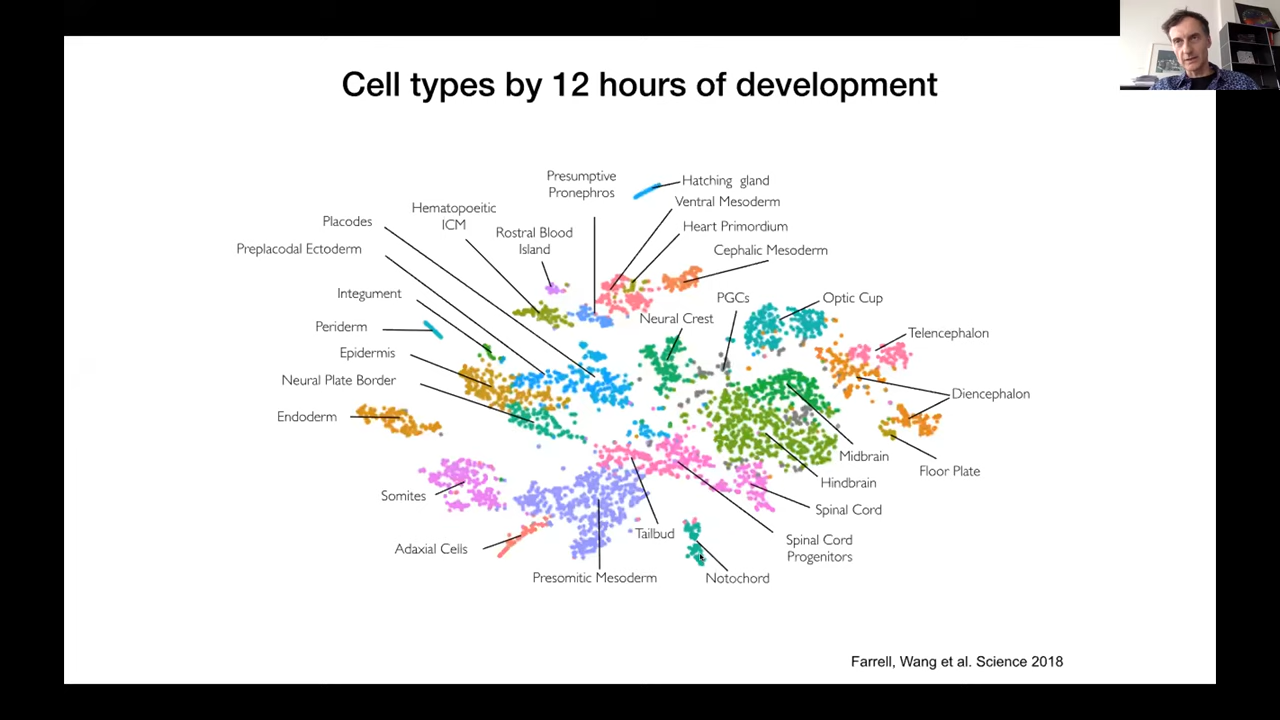 Cell types by 12 hours of development
Presumptive
Pronephros
Hatching gland
Ventral Mesoderm
Hematopoeitic
ICM
Placodes
Rostral Blood
Island
Heart Primordium
Preplacodal Ectoderm
Cephalic Mesoderm
Integument
PGCs
Optic Cup
Neural Crest
Periderm
Telencephalon
Epidermis
Neural Plate Border
Diencephalon
Endoderm
Midbrain
Floor Plate
Hindbrain
Somites
Spinal Cord
Tailbud
Spinal Cord
Progenitors
Adaxial Cells
Presomitic Mesoderm
Notochord
Farrell, Wang et al. Science 2018